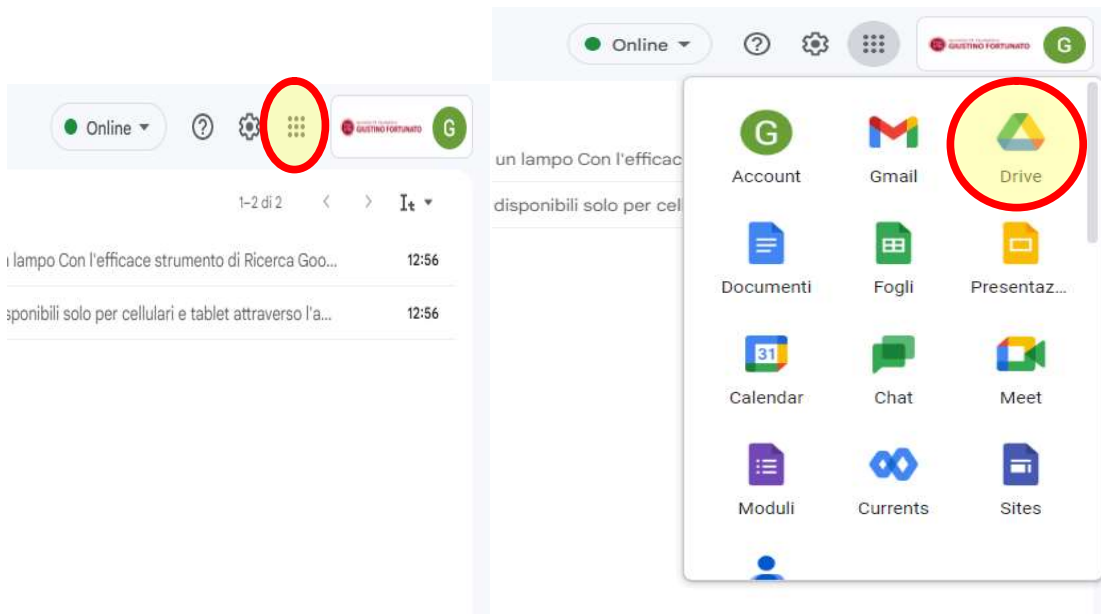 Online
GIUSTINO FORTUNATO
G
1–2 di 2
lampo Con l'efficace strumento di Ricerca Goo...
12:56
sponibili solo per cellulari e tablet attraverso l'a...
12:56
Online
GIUSTINO FORTUNATO
G
un lampo Con l'efficac
disponibili solo per cel
G
Account
Gmail
Drive
Documenti
Fogli
Presentaz...
31
Calendar
Chat
Meet
Moduli
Currents
Sites